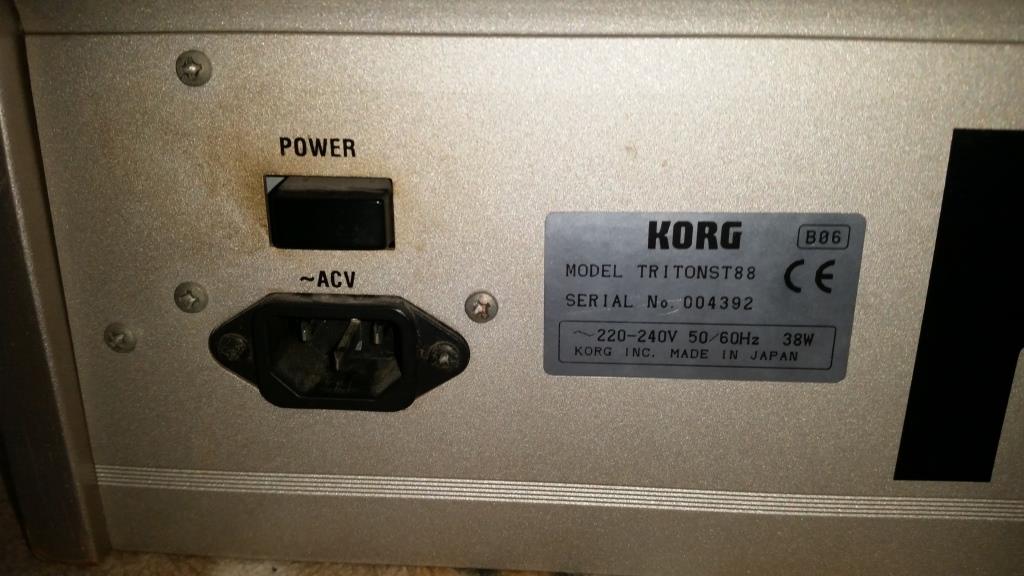 POWER
~ACV
KORG B06
MODEL TRITONST88 CE
SERIAL No. 004392
~220-240V 50/60Hz 38W
KORG INC. MADE IN JAPAN